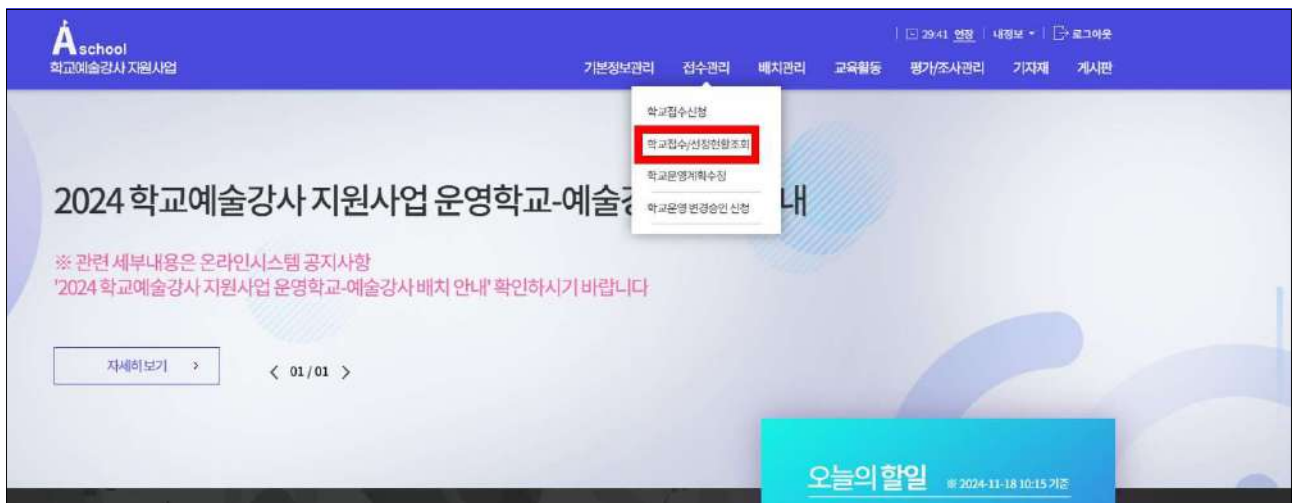 A school
학교예술강사 지원사업
29:41 연장 내정보 로그아웃
기본정보관리 접수관리 배치관리 교육활동 평가/조사관리 기자재 게시판
학교접수신청
학교접수/선정현황조회
학교운영계획수정
학교운영 변경승인 신청
2024 학교예술강사 지원사업 운영학교-예술 내
※ 관련 세부내용은 온라인시스템 공지사항
'2024 학교예술강사 지원사업 운영학교-예술강사 배치 안내' 확인하시기 바랍니다
자세히 보기 >
< 01 / 01 >
오늘의 할일 ※ 2024-11-18 10:15 기준